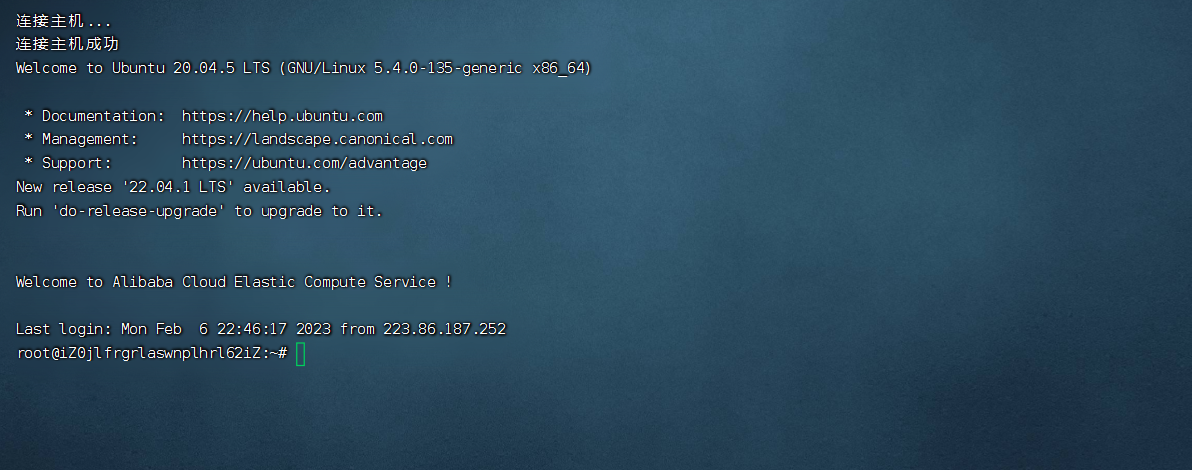 连接主机...
连接主机成功
Welcome to Ubuntu 20.04.5 LTS (GNU/Linux 5.4.0-135-generic x86_64)
* Documentation:  https://help.ubuntu.com
* Management:     https://landscape.canonical.com
* Support:        https://ubuntu.com/advantage
New release '22.04.1 LTS' available.
Run 'do-release-upgrade' to upgrade to it.
Welcome to Alibaba Cloud Elastic Compute Service !
Last login: Mon Feb  6 22:46:17 2023 from 223.86.187.252
root@iZ0jlfrgrlaswnplhrl62iZ:~#